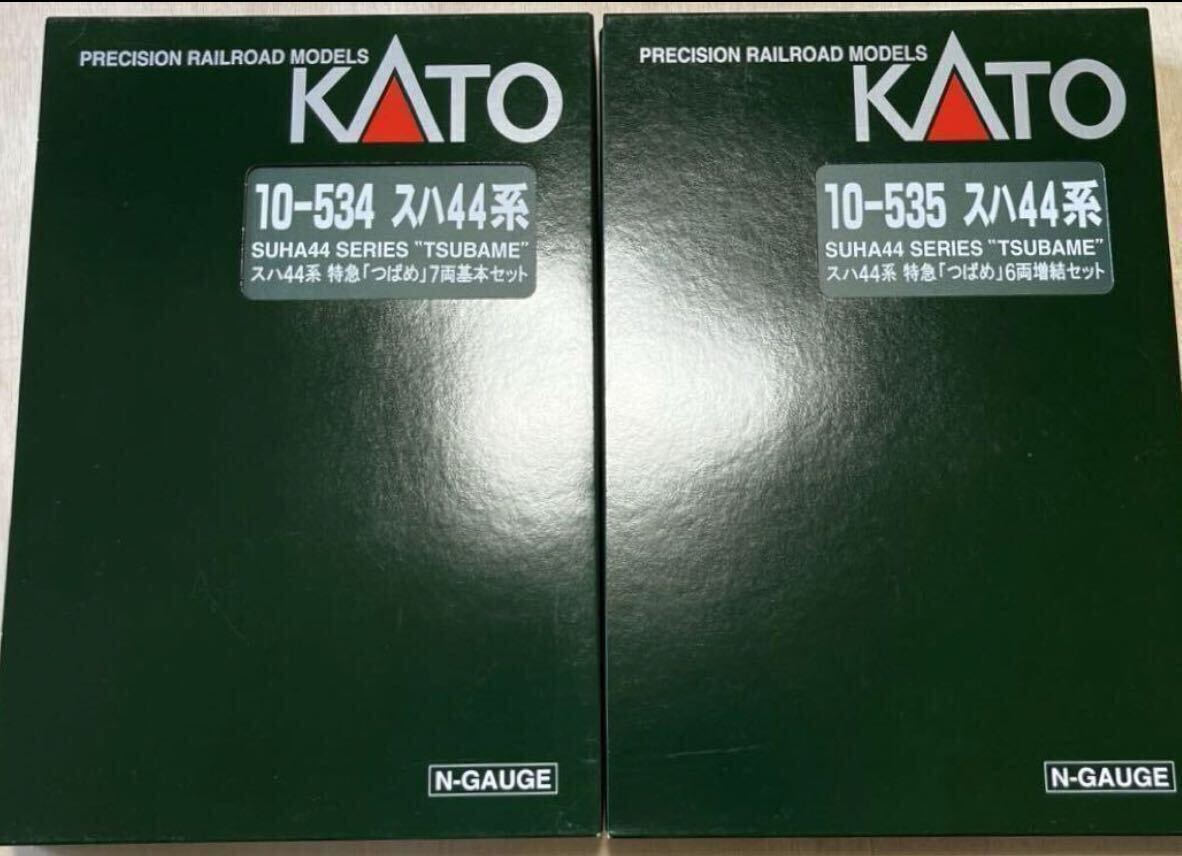 PRECISION RAILROAD MODELS
KATO
10-534 スハ44系
SUHA44 SERIES "TSUBAME"
スハ44系 特急「つばめ」7両基本セット
N-GAUGE
PRECISION RAILROAD MODELS
KATO
10-535 スハ44系
SUHA44 SERIES "TSUBAME"
スハ44系 特急「つばめ」6両増結セット
N-GAUGE